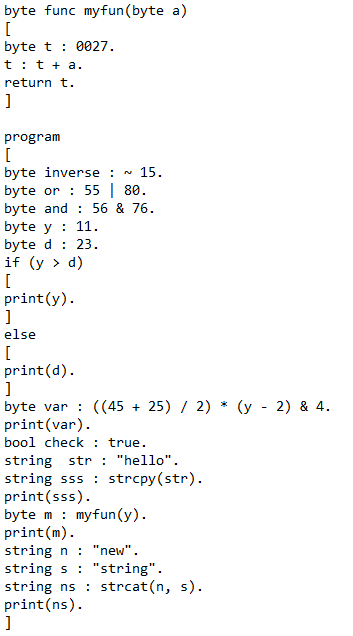 byte func myfun(byte a)
[
byte t : 0027.
t : t + a.
return t.
]

program
[
byte inverse : ~ 15.
byte or : 55 | 80.
byte and : 56 & 76.
byte y : 11.
byte d : 23.
if (y > d)
[
print(y).
]
else
[
print(d).
]
byte var : ((45 + 25) / 2) * (y - 2) & 4.
print(var).
bool check : true.
string  str : "hello".
string sss : strcpy(str).
print(sss).
byte m : myfun(y).
print(m).
string n : "new".
string s : "string".
string ns : strcat(n, s).
print(ns).
]